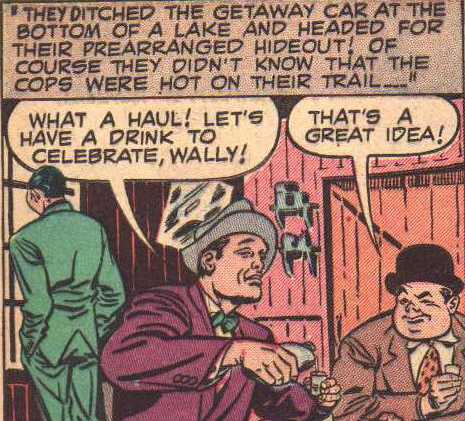 "THEY DITCHED THE GETAWAY CAR AT THE
BOTTOM OF A LAKE AND HEADED FOR
THEIR PREARRANGED HIDEOUT! OF
COURSE THEY DIDN'T KNOW THAT THE
COPS WERE HOT ON THEIR TRAIL---"
WHAT A HAUL! LET'S
HAVE A DRINK TO
CELEBRATE, WALLY!
THAT'S A
GREAT IDEA!